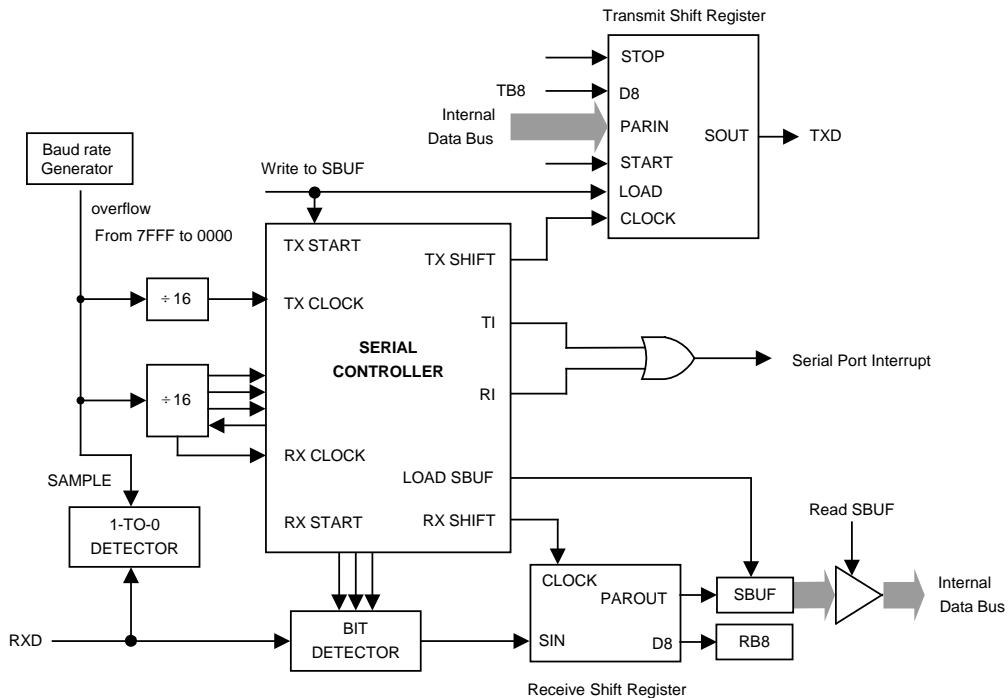 Transmit Shift Register
STOP
TB8
D8
Internal
Data Bus
PARIN
SOUT
TXD
START
LOAD
CLOCK
Baud rate
Generator
Write to SBUF
overflow
From 7FFF to 0000
TX START
TX SHIFT
÷ 16
TX CLOCK
TI
SERIAL
CONTROLLER
Serial Port Interrupt
÷ 16
RI
RX CLOCK
SAMPLE
LOAD SBUF
1-TO-0
DETECTOR
RX START
RX SHIFT
Read SBUF
CLOCK
PAROUT
SBUF
Internal
Data Bus
RXD
BIT
DETECTOR
SIN
D8
RB8
Receive Shift Register